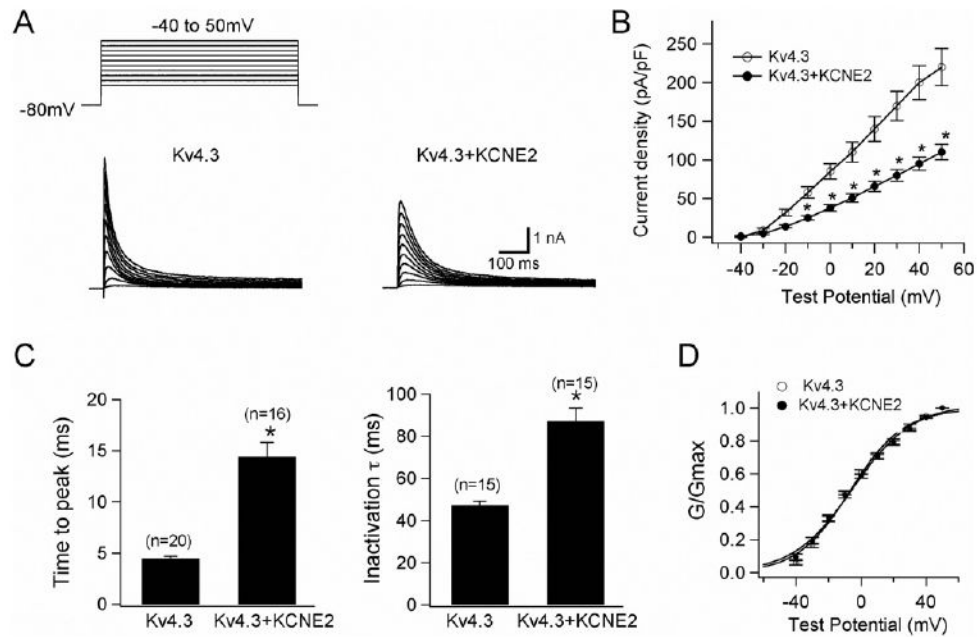 A
-40 to 50mV
-80mV
Kv4.3
Kv4.3+KCNE2
1 nA
100 ms
B
Current density (pA/pF)
250
200
150
100
50
0
Kv4.3
Kv4.3+KCNE2
* * * * * * *
-40 -20 0 20 40 60
Test Potential (mV)
C
Time to peak (ms)
20
15
10
5
0
(n=20)
(n=16)
*
Kv4.3 Kv4.3+KCNE2
Inactivation τ (ms)
100
80
60
40
20
0
(n=15)
(n=15)
*
Kv4.3 Kv4.3+KCNE2
D
Kv4.3
Kv4.3+KCNE2
G/Gmax
1.0
0.8
0.6
0.4
0.2
0.0
-40 0 40
Test Potential (mV)